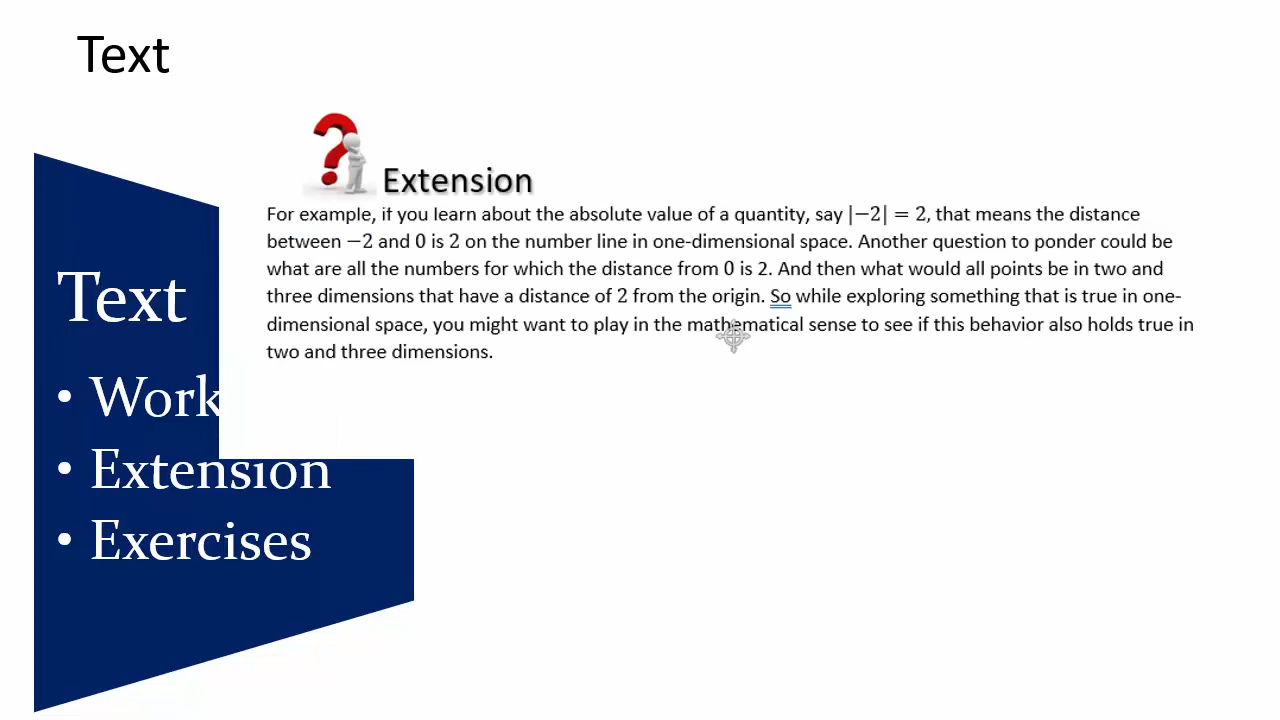 Text
Extension
For example, if you learn about the absolute value of a quantity, say |−2| = 2, that means the distance
between −2 and 0 is 2 on the number line in one-dimensional space. Another question to ponder could be
what are all the numbers for which the distance from 0 is 2. And then what would all points be in two and
three dimensions that have a distance of 2 from the origin. So while exploring something that is true in one-
dimensional space, you might want to play in the mathematical sense to see if this behavior also holds true in
two and three dimensions.
Text
• Work
• Extension
• Exercises